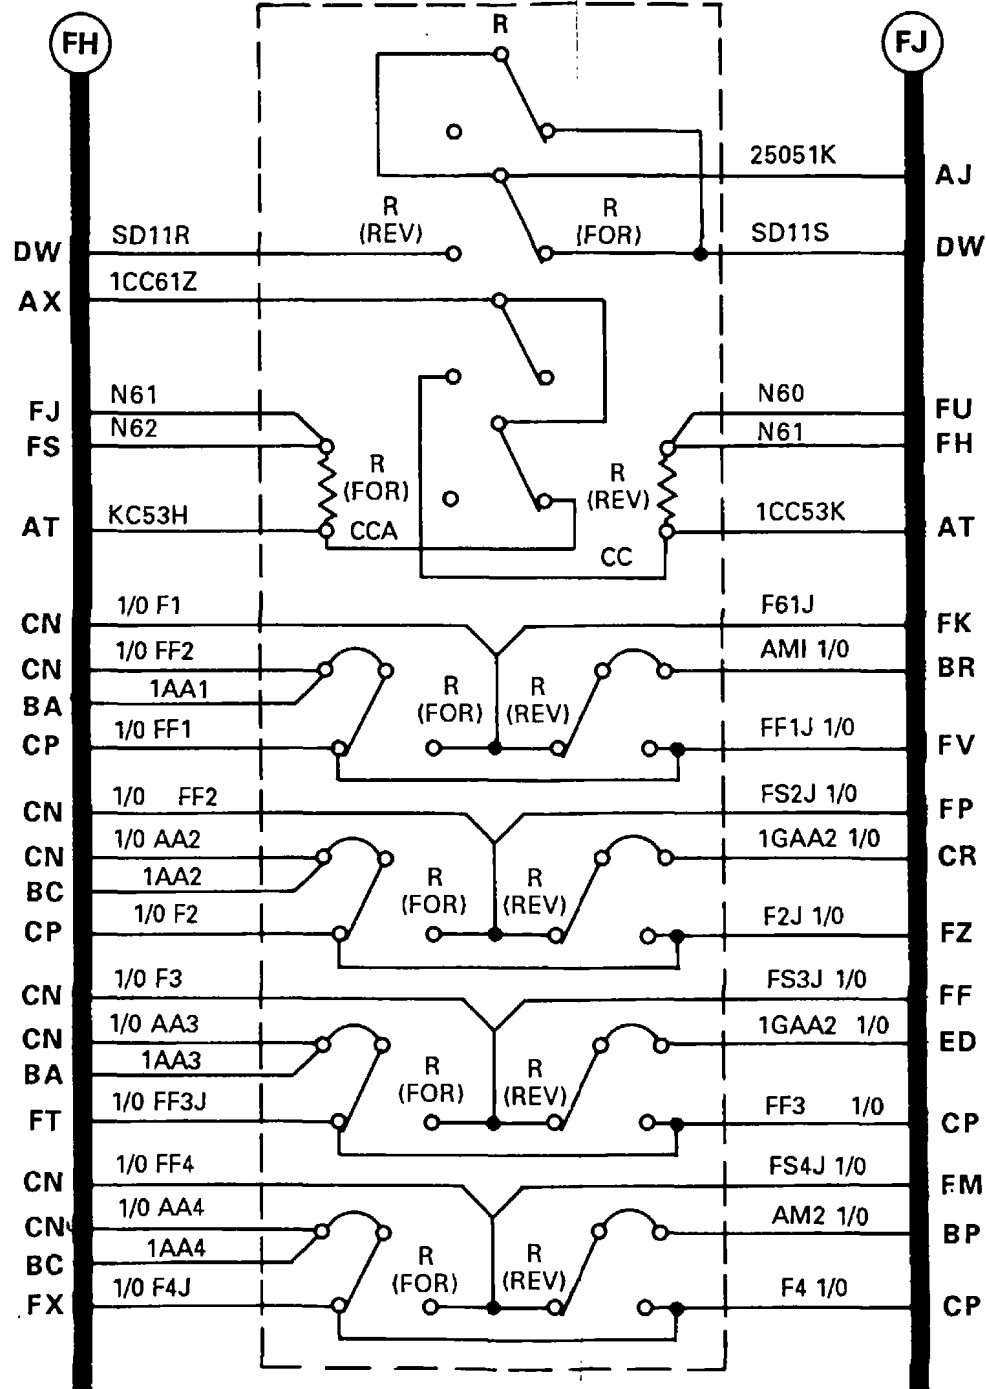 FH
R
FJ
25051K
AJ
R
(REV)
R
(FOR)
DW
SD11R
SD11S
DW
AX
1CC61Z
FJ
N61
N60
FU
FS
N62
N61
FH
R
(FOR)
R
(REV)
AT
KC53H
CCA
1CC53K
AT
CC
CN
1/0 F1
F61J
FK
CN
1/0 FF2
AMI 1/0
BR
BA
1AA1
R
(FOR)
R
(REV)
CP
1/0 FF1
FF1J 1/0
FV
CN
1/0 FF2
FS2J 1/0
FP
CN
1/0 AA2
1GAA2 1/0
CR
BC
1AA2
R
(FOR)
R
(REV)
CP
1/0 F2
F2J 1/0
FZ
CN
1/0 F3
FS3J 1/0
FF
CN
1/0 AA3
1GAA2 1/0
ED
BA
1AA3
R
(FOR)
R
(REV)
FT
1/0 FF3J
FF3 1/0
CP
CN
1/0 FF4
FS4J 1/0
FM
CN
1/0 AA4
AM2 1/0
BP
BC
1AA4
R
(FOR)
R
(REV)
FX
1/0 F4J
F4 1/0
CP